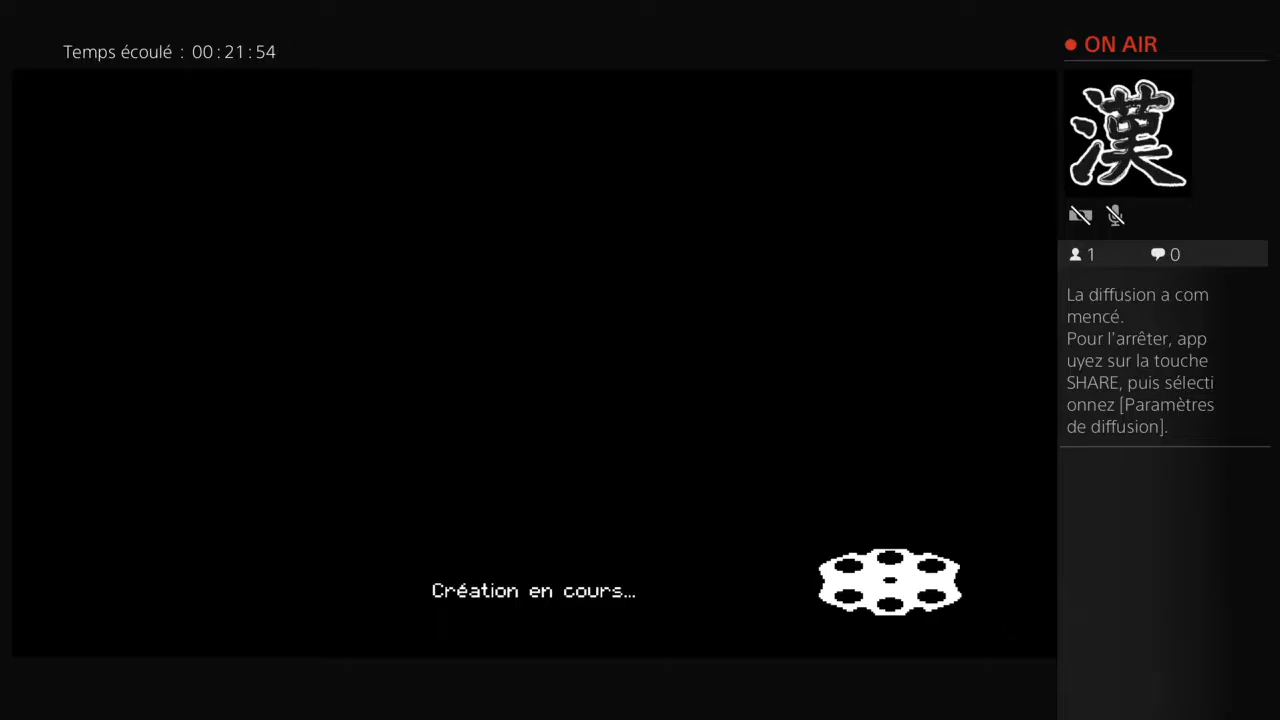 Temps écoulé : 00:21:54
ON AIR
漢
1 0
La diffusion a com
mencé.
Pour l'arrêter, app
uyez sur la touche
SHARE, puis sélecti
onnez [Paramètres
de diffusion].
Création en cours...